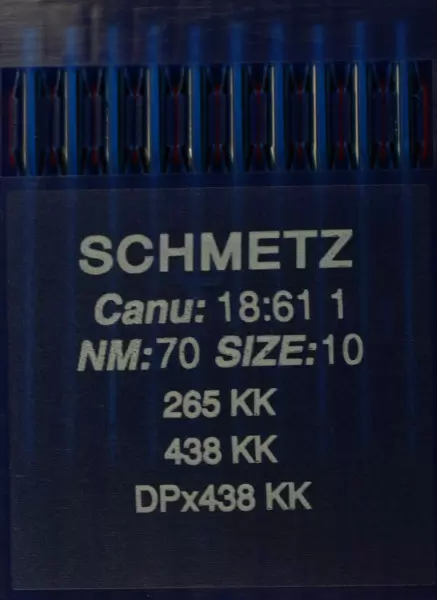 SCHMETZ
Canu: 18:61 1
NM:70 SIZE:10
265 KK
438 KK
DPx438 KK